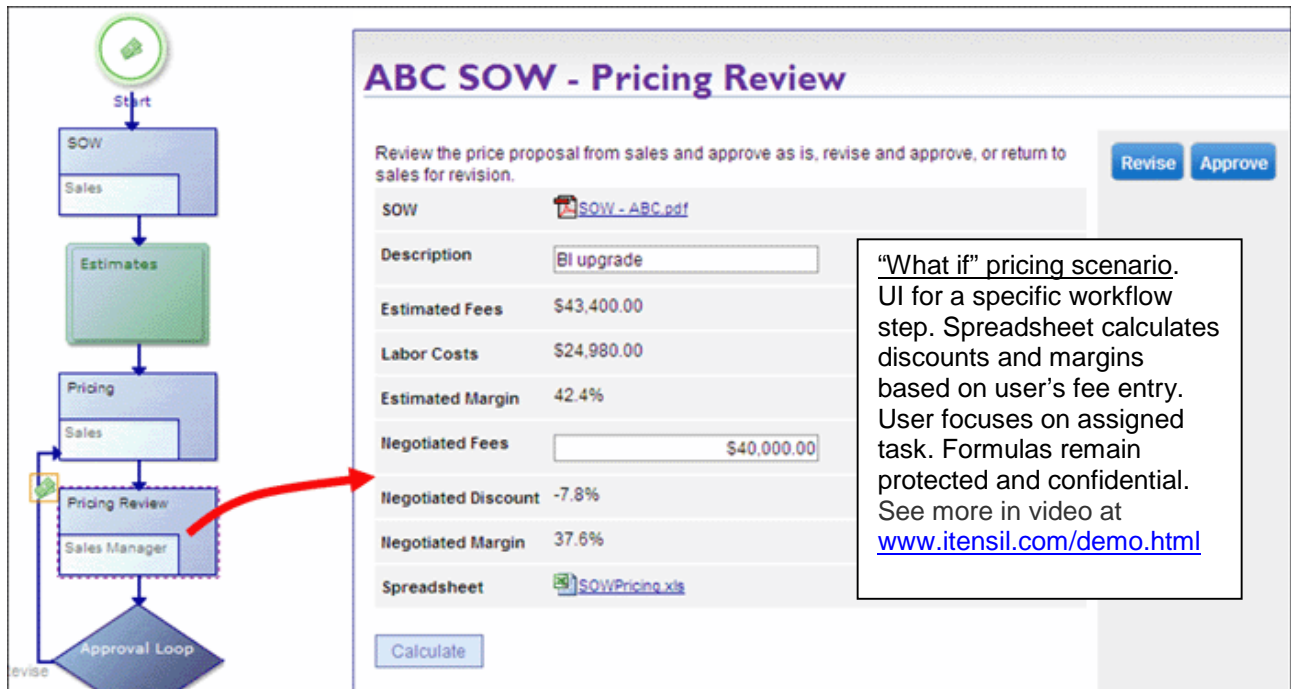 Start
SOW
Sales
Estimates
Pricing
Sales
Pricing Review
Sales Manager
Approval Loop
Revise
ABC SOW - Pricing Review
Review the price proposal from sales and approve as is, revise and approve, or return to
sales for revision.
Revise Approve
SOW SOW - ABC.pdf
Description BI upgrade
Estimated Fees $43,400.00
Labor Costs $24,980.00
Estimated Margin 42.4%
Negotiated Fees $40,000.00
Negotiated Discount -7.8%
Negotiated Margin 37.6%
Spreadsheet SOWPricing.xls
Calculate
“What if” pricing scenario.
UI for a specific workflow
step. Spreadsheet calculates
discounts and margins
based on user’s fee entry.
User focuses on assigned
task. Formulas remain
protected and confidential.
See more in video at
www.itensil.com/demo.html